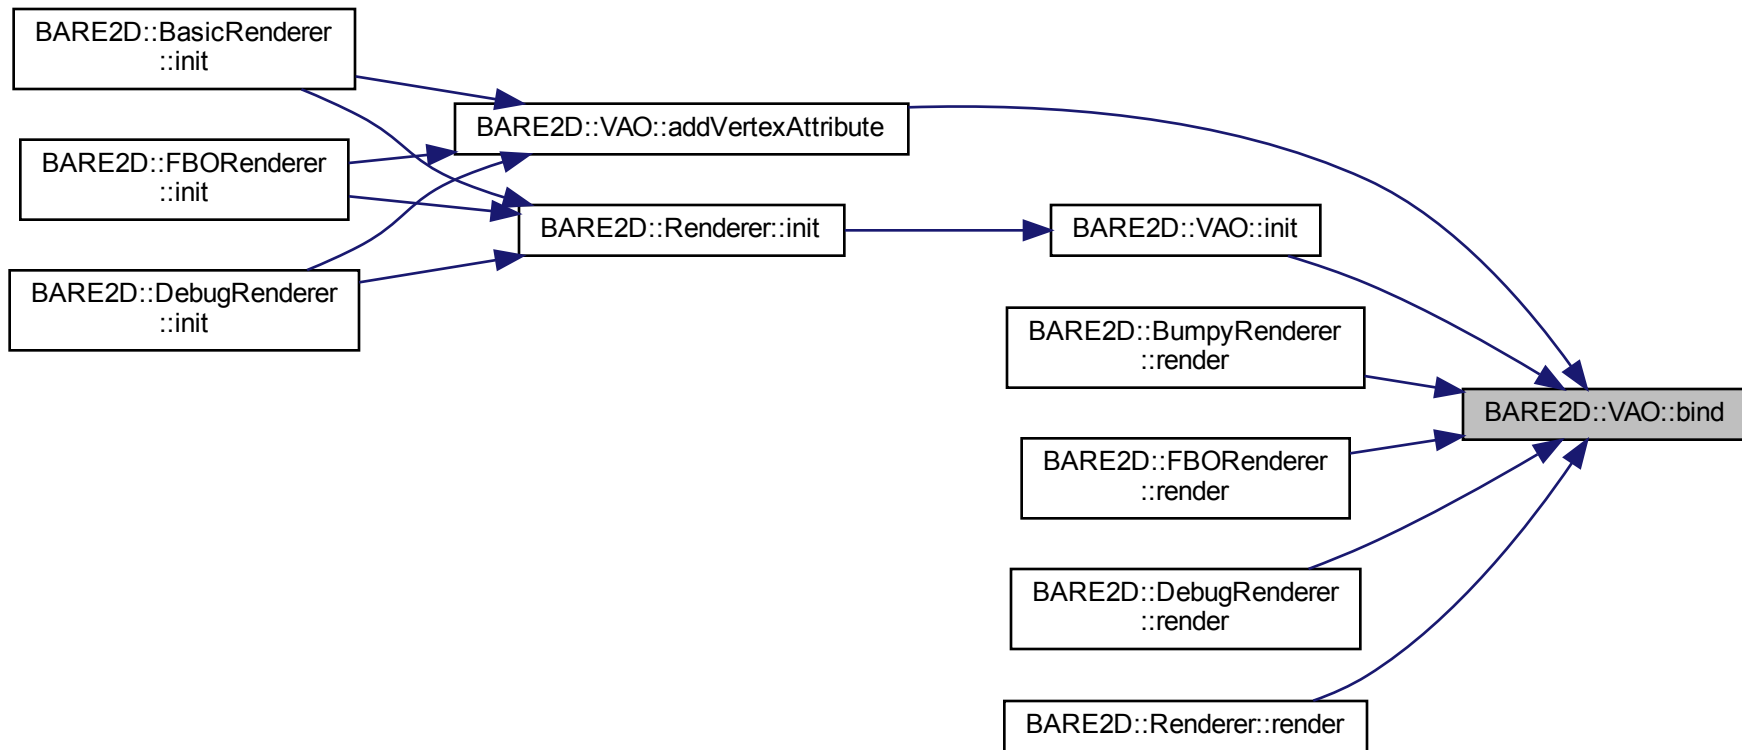 BARE2D::BasicRenderer
::init
BARE2D::VAO::addVertexAttribute
BARE2D::FBORenderer
::init
BARE2D::Renderer::init
BARE2D::VAO::init
BARE2D::DebugRenderer
::init
BARE2D::BumpyRenderer
::render
BARE2D::VAO::bind
BARE2D::FBORenderer
::render
BARE2D::DebugRenderer
::render
BARE2D::Renderer::render